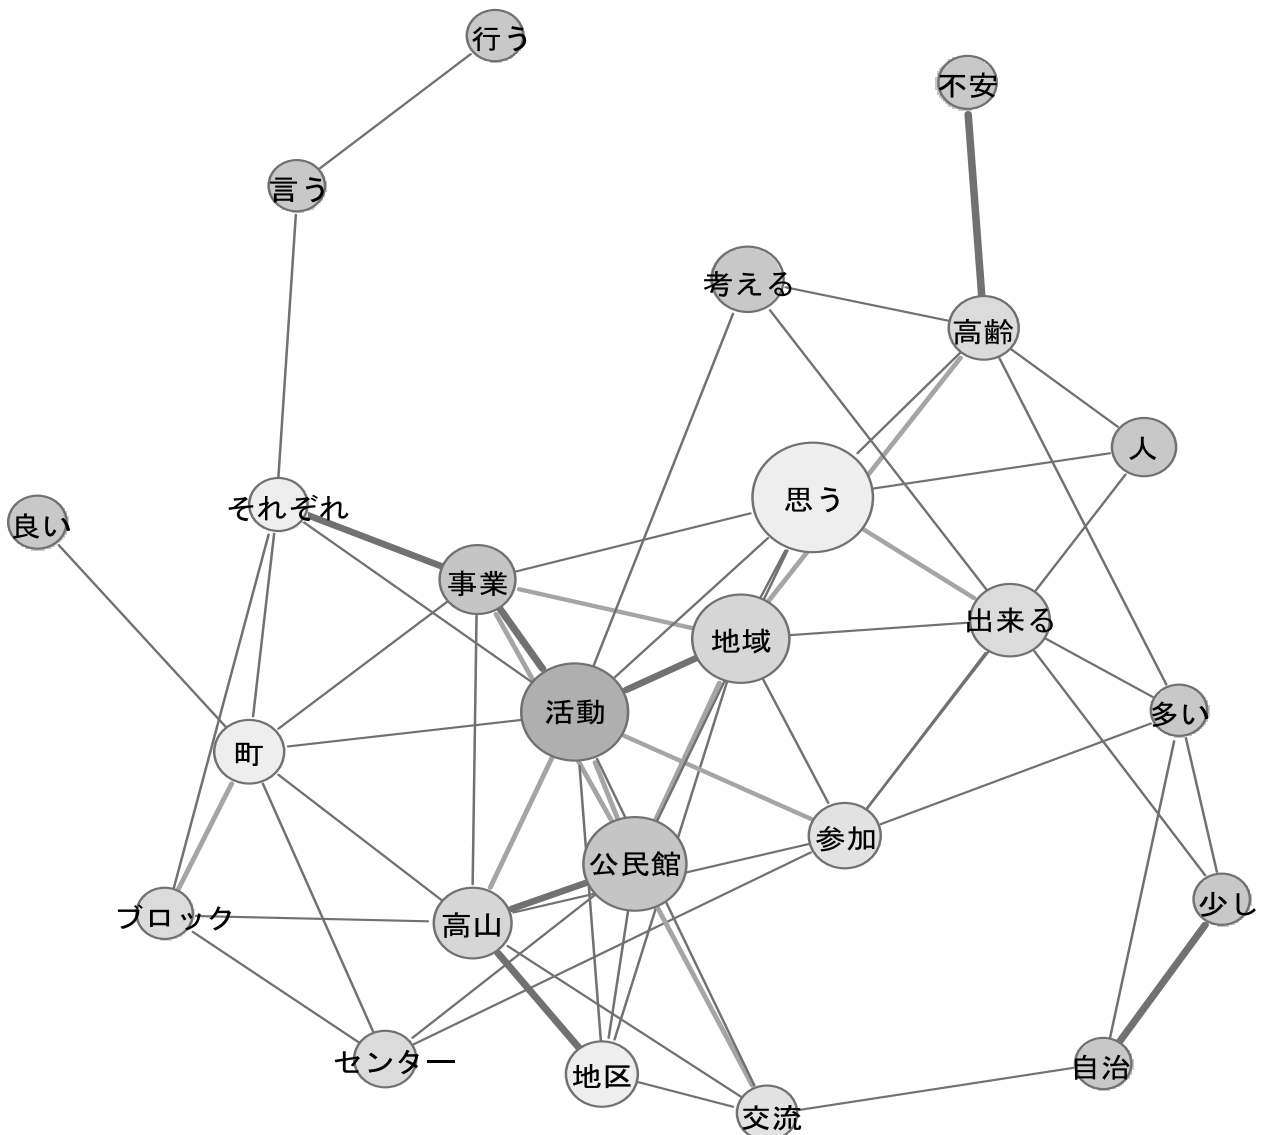 行う
不安
言う
考える
高齢
人
思う
それぞれ
良い
事業
地域
出来る
活動
多い
町
参加
公民館
少し
ブロック
高山
センター
地区
自治
交流